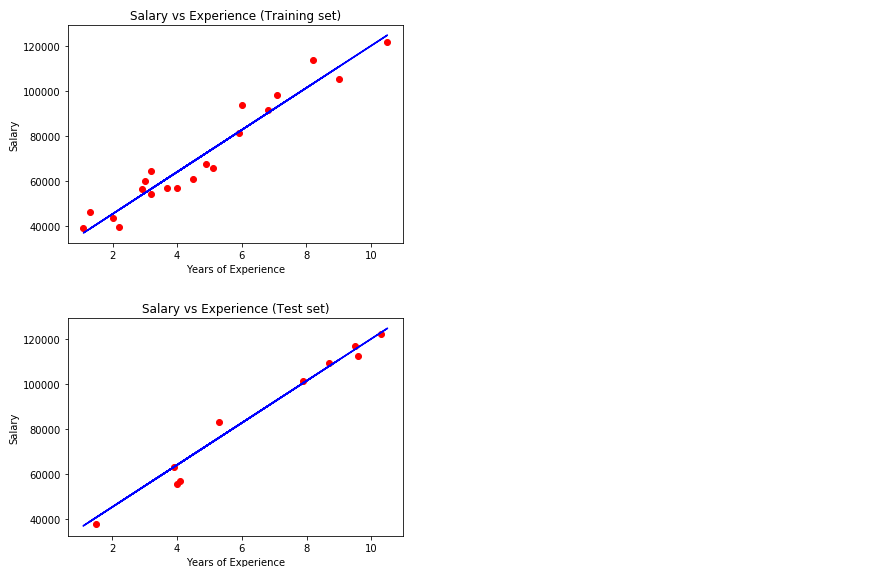 Salary vs Experience (Training set)
120000
100000
80000
60000
40000
Salary
2 4 6 8 10
Years of Experience
Salary vs Experience (Test set)
120000
100000
80000
60000
40000
Salary
2 4 6 8 10
Years of Experience